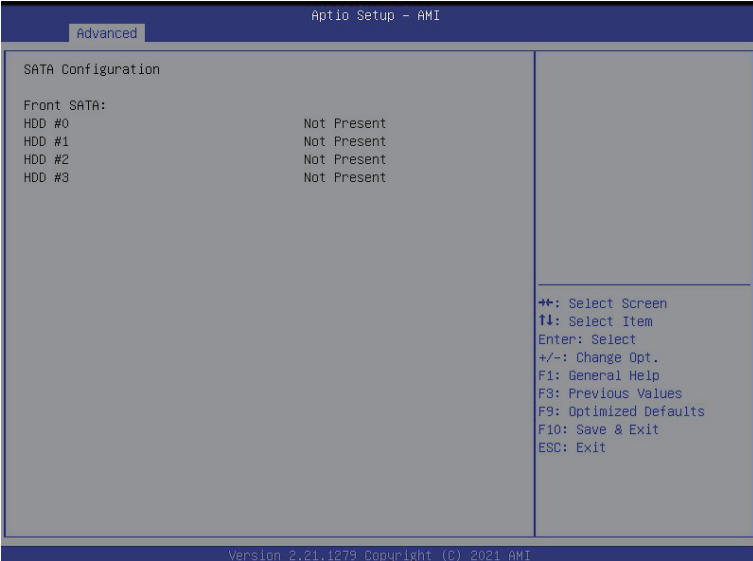 Aptio Setup – AMI
Advanced
SATA Configuration
Front SATA:
HDD #0 Not Present
HDD #1 Not Present
HDD #2 Not Present
HDD #3 Not Present
→←: Select Screen
↑↓: Select Item
Enter: Select
+/-: Change Opt.
F1: General Help
F3: Previous Values
F9: Optimized Defaults
F10: Save & Exit
ESC: Exit
Version 2.21.1279 Copyright (C) 2021 AMI